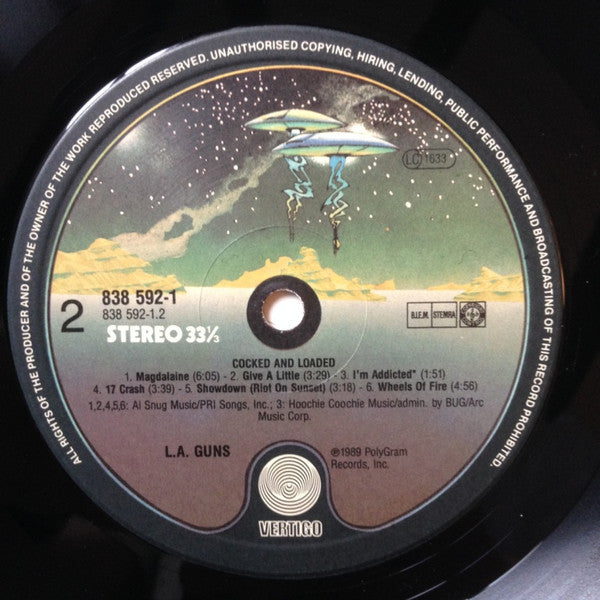 ALL RIGHTS OF THE PRODUCER AND OF THE OWNER OF THE WORK REPRODUCED RESERVED. UNAUTHORISED COPYING, HIRING, LENDING, PUBLIC PERFORMANCE AND BROADCASTING OF THIS RECORD PROHIBITED.
LC 1633
2
838 592-1
838 592-1.2
STEREO 33⅓
B.I.E.M. STEMRA
COCKED AND LOADED
1. Magdalaine (6:05) - 2. Give A Little (3:29) - 3. I'm Addicted* (1:51)
4. 17 Crash (3:39) - 5. Showdown (Riot On Sunset) (3:18) - 6. Wheels Of Fire (4:56)
1,2,4,5,6: Ai Snug Music/PRI Songs, Inc.; 3: Hoochie Coochie Music/admin. by BUG/Arc
Music Corp.
L.A. GUNS
℗1989 PolyGram
Records, Inc.
VERTIGO